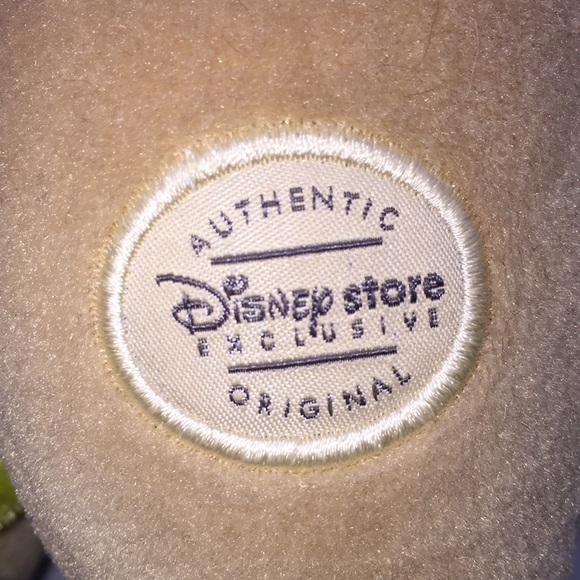 AUTHENTIC
Disney store
EXCLUSIVE
ORIGINAL